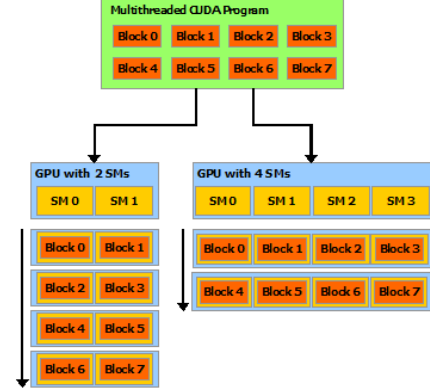 Multithreaded CUDA Program
Block 0 Block 1 Block 2 Block 3
Block 4 Block 5 Block 6 Block 7
GPU with 2 SMs
SM 0 SM 1
Block 0 Block 1
Block 2 Block 3
Block 4 Block 5
Block 6 Block 7
GPU with 4 SMs
SM 0 SM 1 SM 2 SM 3
Block 0 Block 1 Block 2 Block 3
Block 4 Block 5 Block 6 Block 7